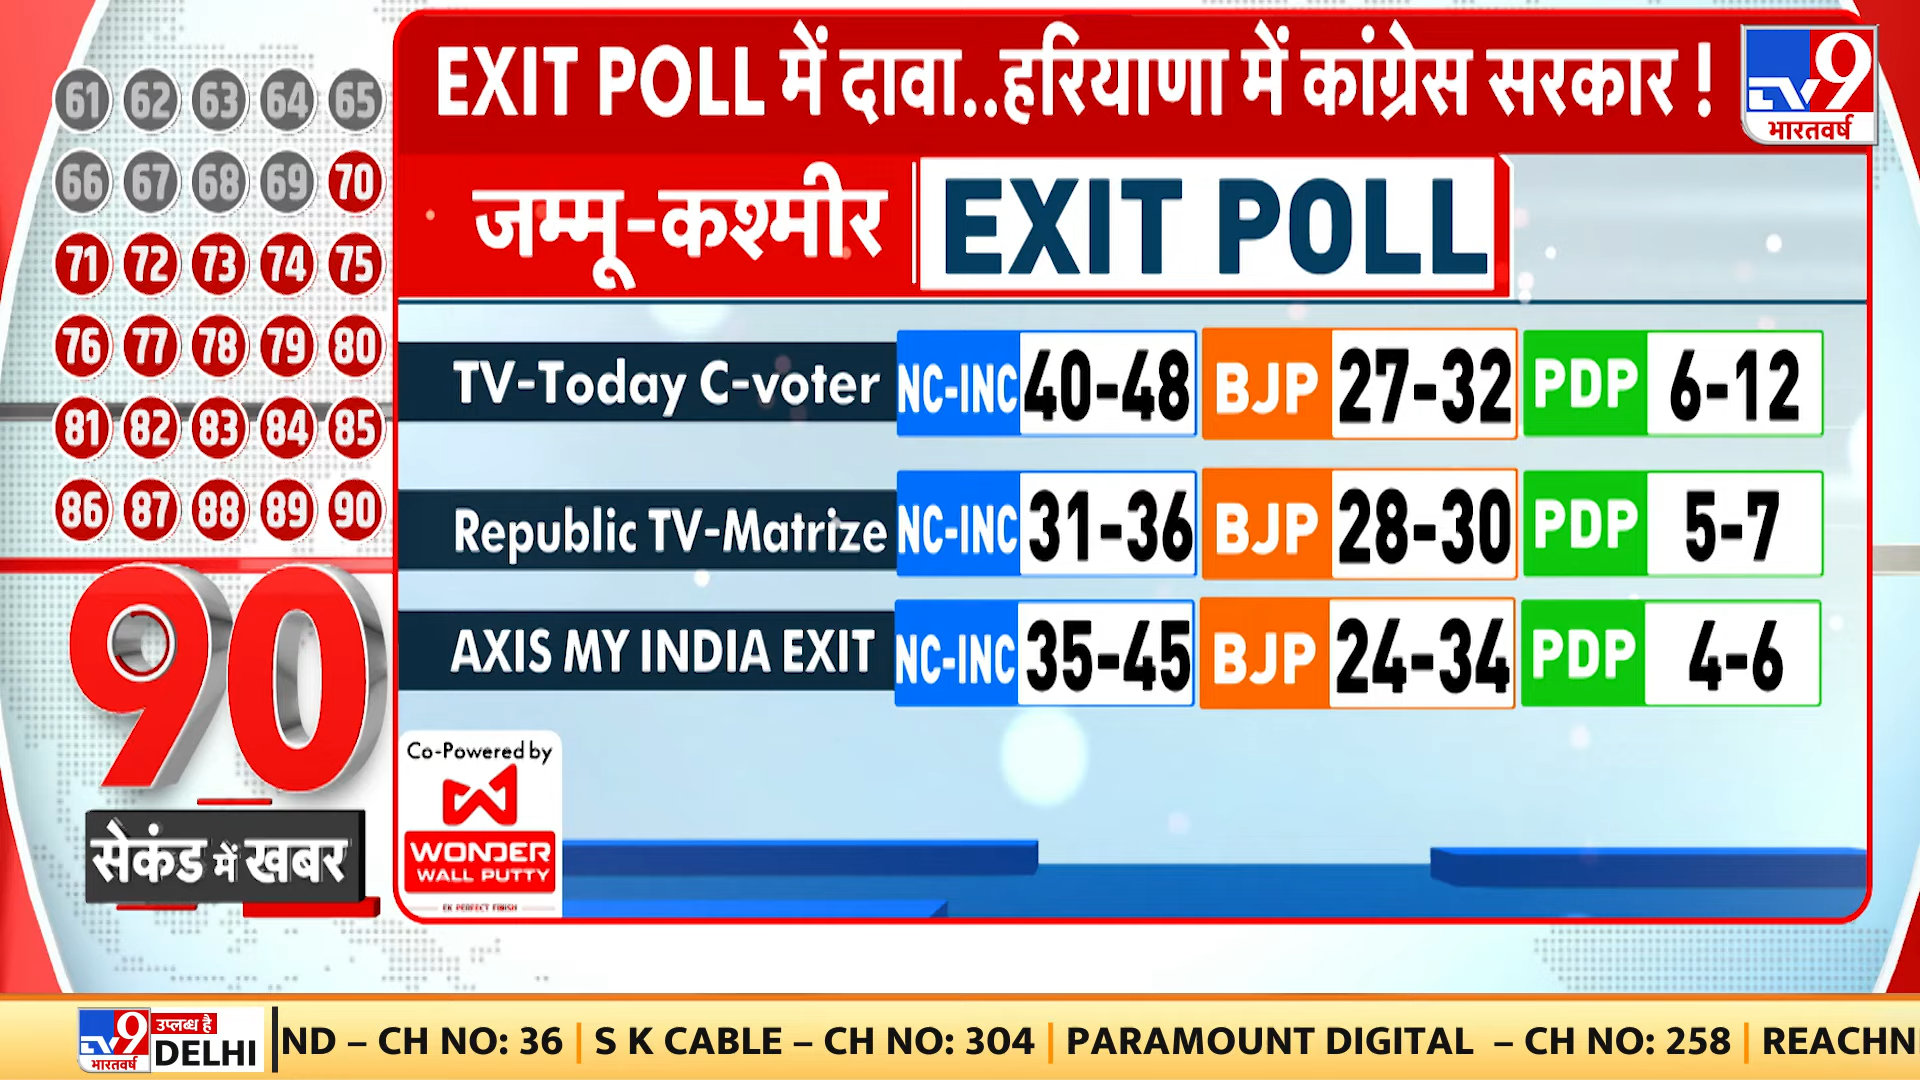 EXIT POLL में दावा..हरियाणा में कांग्रेस सरकार !
TV9
भारतवर्ष
61 62 63 64 65
66 67 68 69 70
71 72 73 74 75
76 77 78 79 80
81 82 83 84 85
86 87 88 89 90
90
सेकंड में खबर
जम्मू-कश्मीर EXIT POLL
TV-Today C-voter NC-INC 40-48 BJP 27-32 PDP 6-12
Republic TV-Matrize NC-INC 31-36 BJP 28-30 PDP 5-7
AXIS MY INDIA EXIT NC-INC 35-45 BJP 24-34 PDP 4-6
Co-Powered by
WONDER
WALL PUTTY
EK PERFECT FINISH
TV9
भारतवर्ष
उपलब्ध है
DELHI
ND – CH NO: 36 | S K CABLE – CH NO: 304 | PARAMOUNT DIGITAL – CH NO: 258 | REACHN